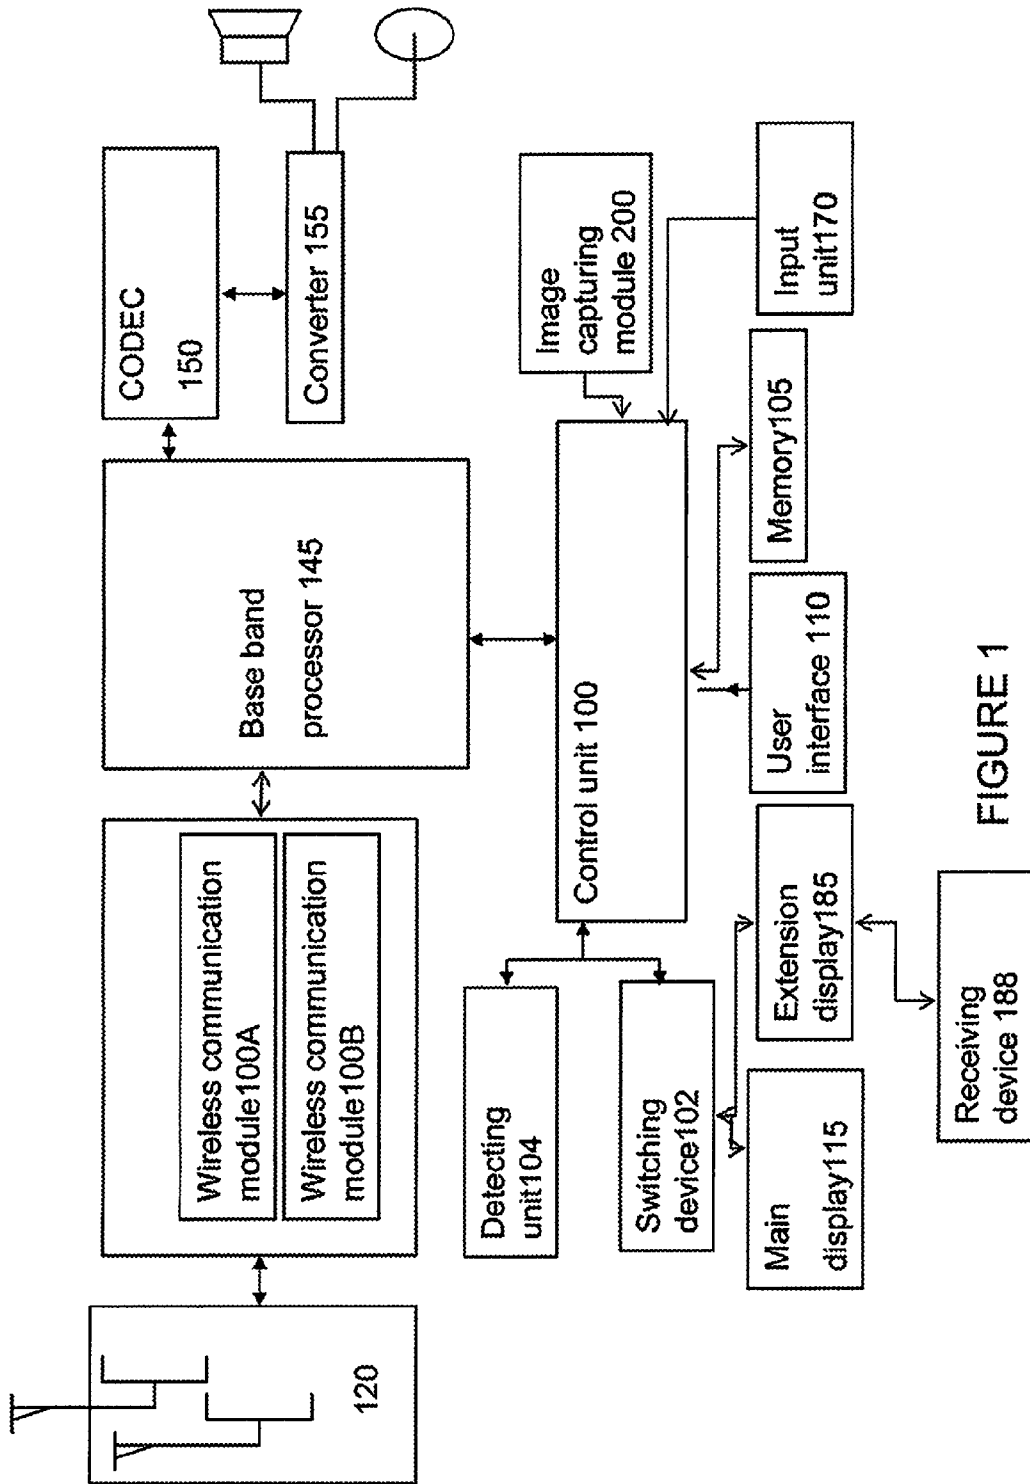 120
Wireless communication
module100A
Wireless communication
module100B
Base band
processor 145
CODEC
150
Converter 155
Detecting
unit104
Control unit 100
Image
capturing
module 200
Switching
device102
Main
display115
Extension
display185
User
interface 110
Memory105
Input
unit170
Receiving
device 188
FIGURE 1